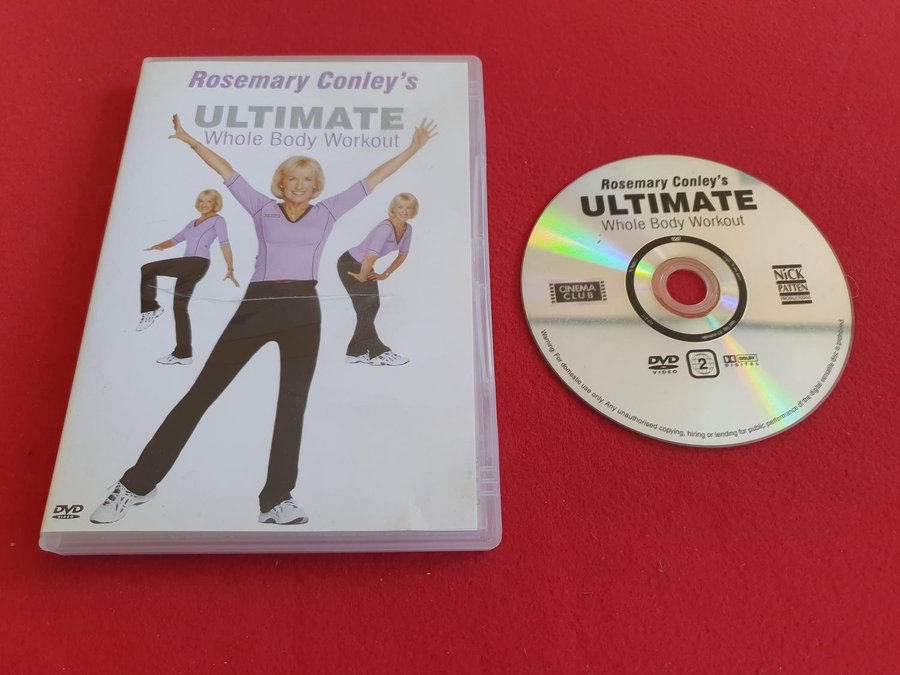 Rosemary Conley's
ULTIMATE
Whole Body Workout
DVD
VIDEO
Rosemary Conley's
ULTIMATE
Whole Body Workout
CINEMA
CLUB
NiCK
PATTEN
PRODUCTIONS
DVD
VIDEO
2
DOLBY
DIGITAL
Warning: For domestic use only. Any unauthorised copying, hiring or lending for public performance of the digital versatile disc is prohibited